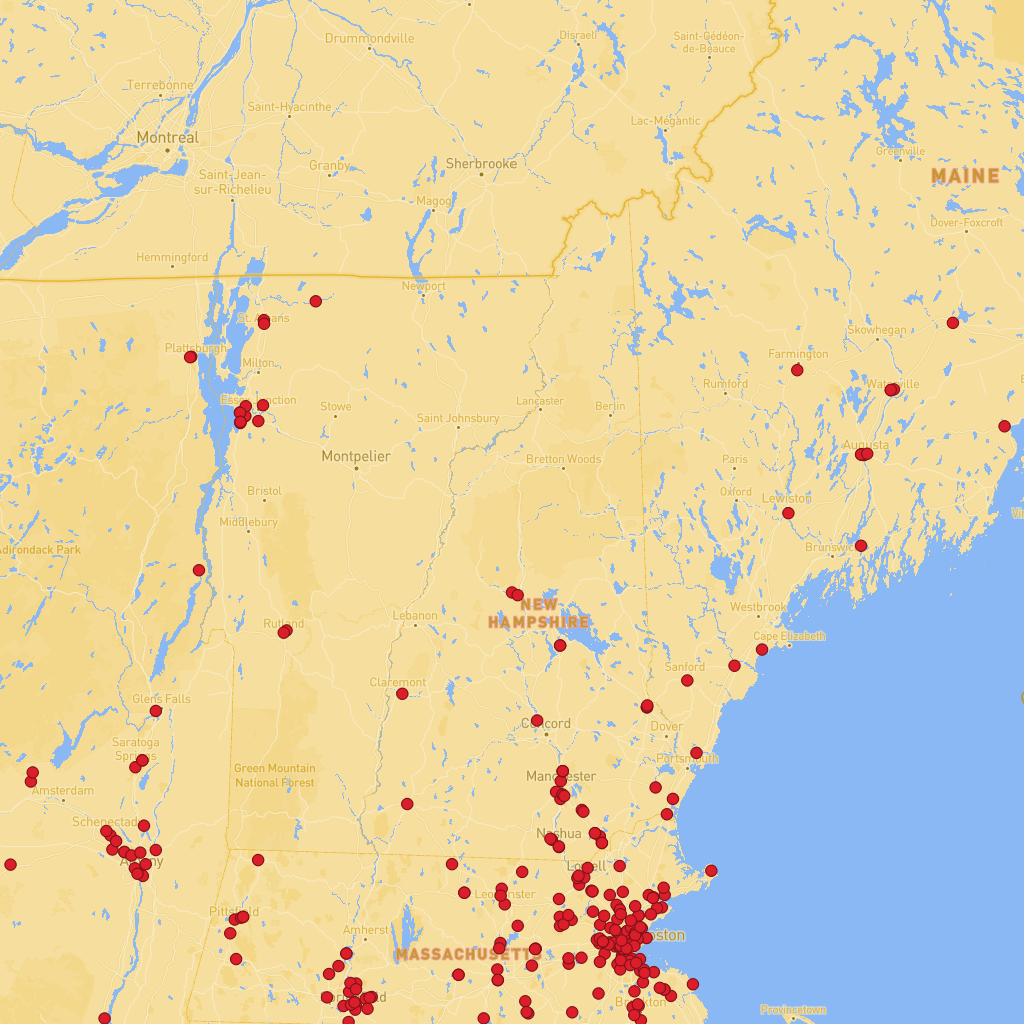 Drummondville
Disraeli
Saint-Gédéon-
de-Beauce
Terrebonne
Saint-Hyacinthe
Lac-Mégantic
Montreal
Greenville
Sherbrooke
Granby
MAINE
Saint-Jean-
sur-Richelieu
Magog
Dover-Foxcroft
Hemmingford
Newport
St. Albans
Skowhegan
Plattsburgh
Farmington
Milton
Rumford
Waterville
Essex Junction
Stowe
Lancaster
Berlin
Saint Johnsbury
Augusta
Montpelier
Bretton Woods
Paris
Bristol
Oxford
Lewiston
Middlebury
Adirondack Park
Brunswick
NEW
HAMPSHIRE
Westbrook
Lebanon
Rutland
Cape Elizabeth
Sanford
Claremont
Glens Falls
Concord
Dover
Saratoga
Springs
Portsmouth
Green Mountain
National Forest
Manchester
Amsterdam
Schenectady
Nashua
Albany
Lowell
Leominster
Pittsfield
Amherst
Boston
MASSACHUSETTS
Brockton
Provincetown